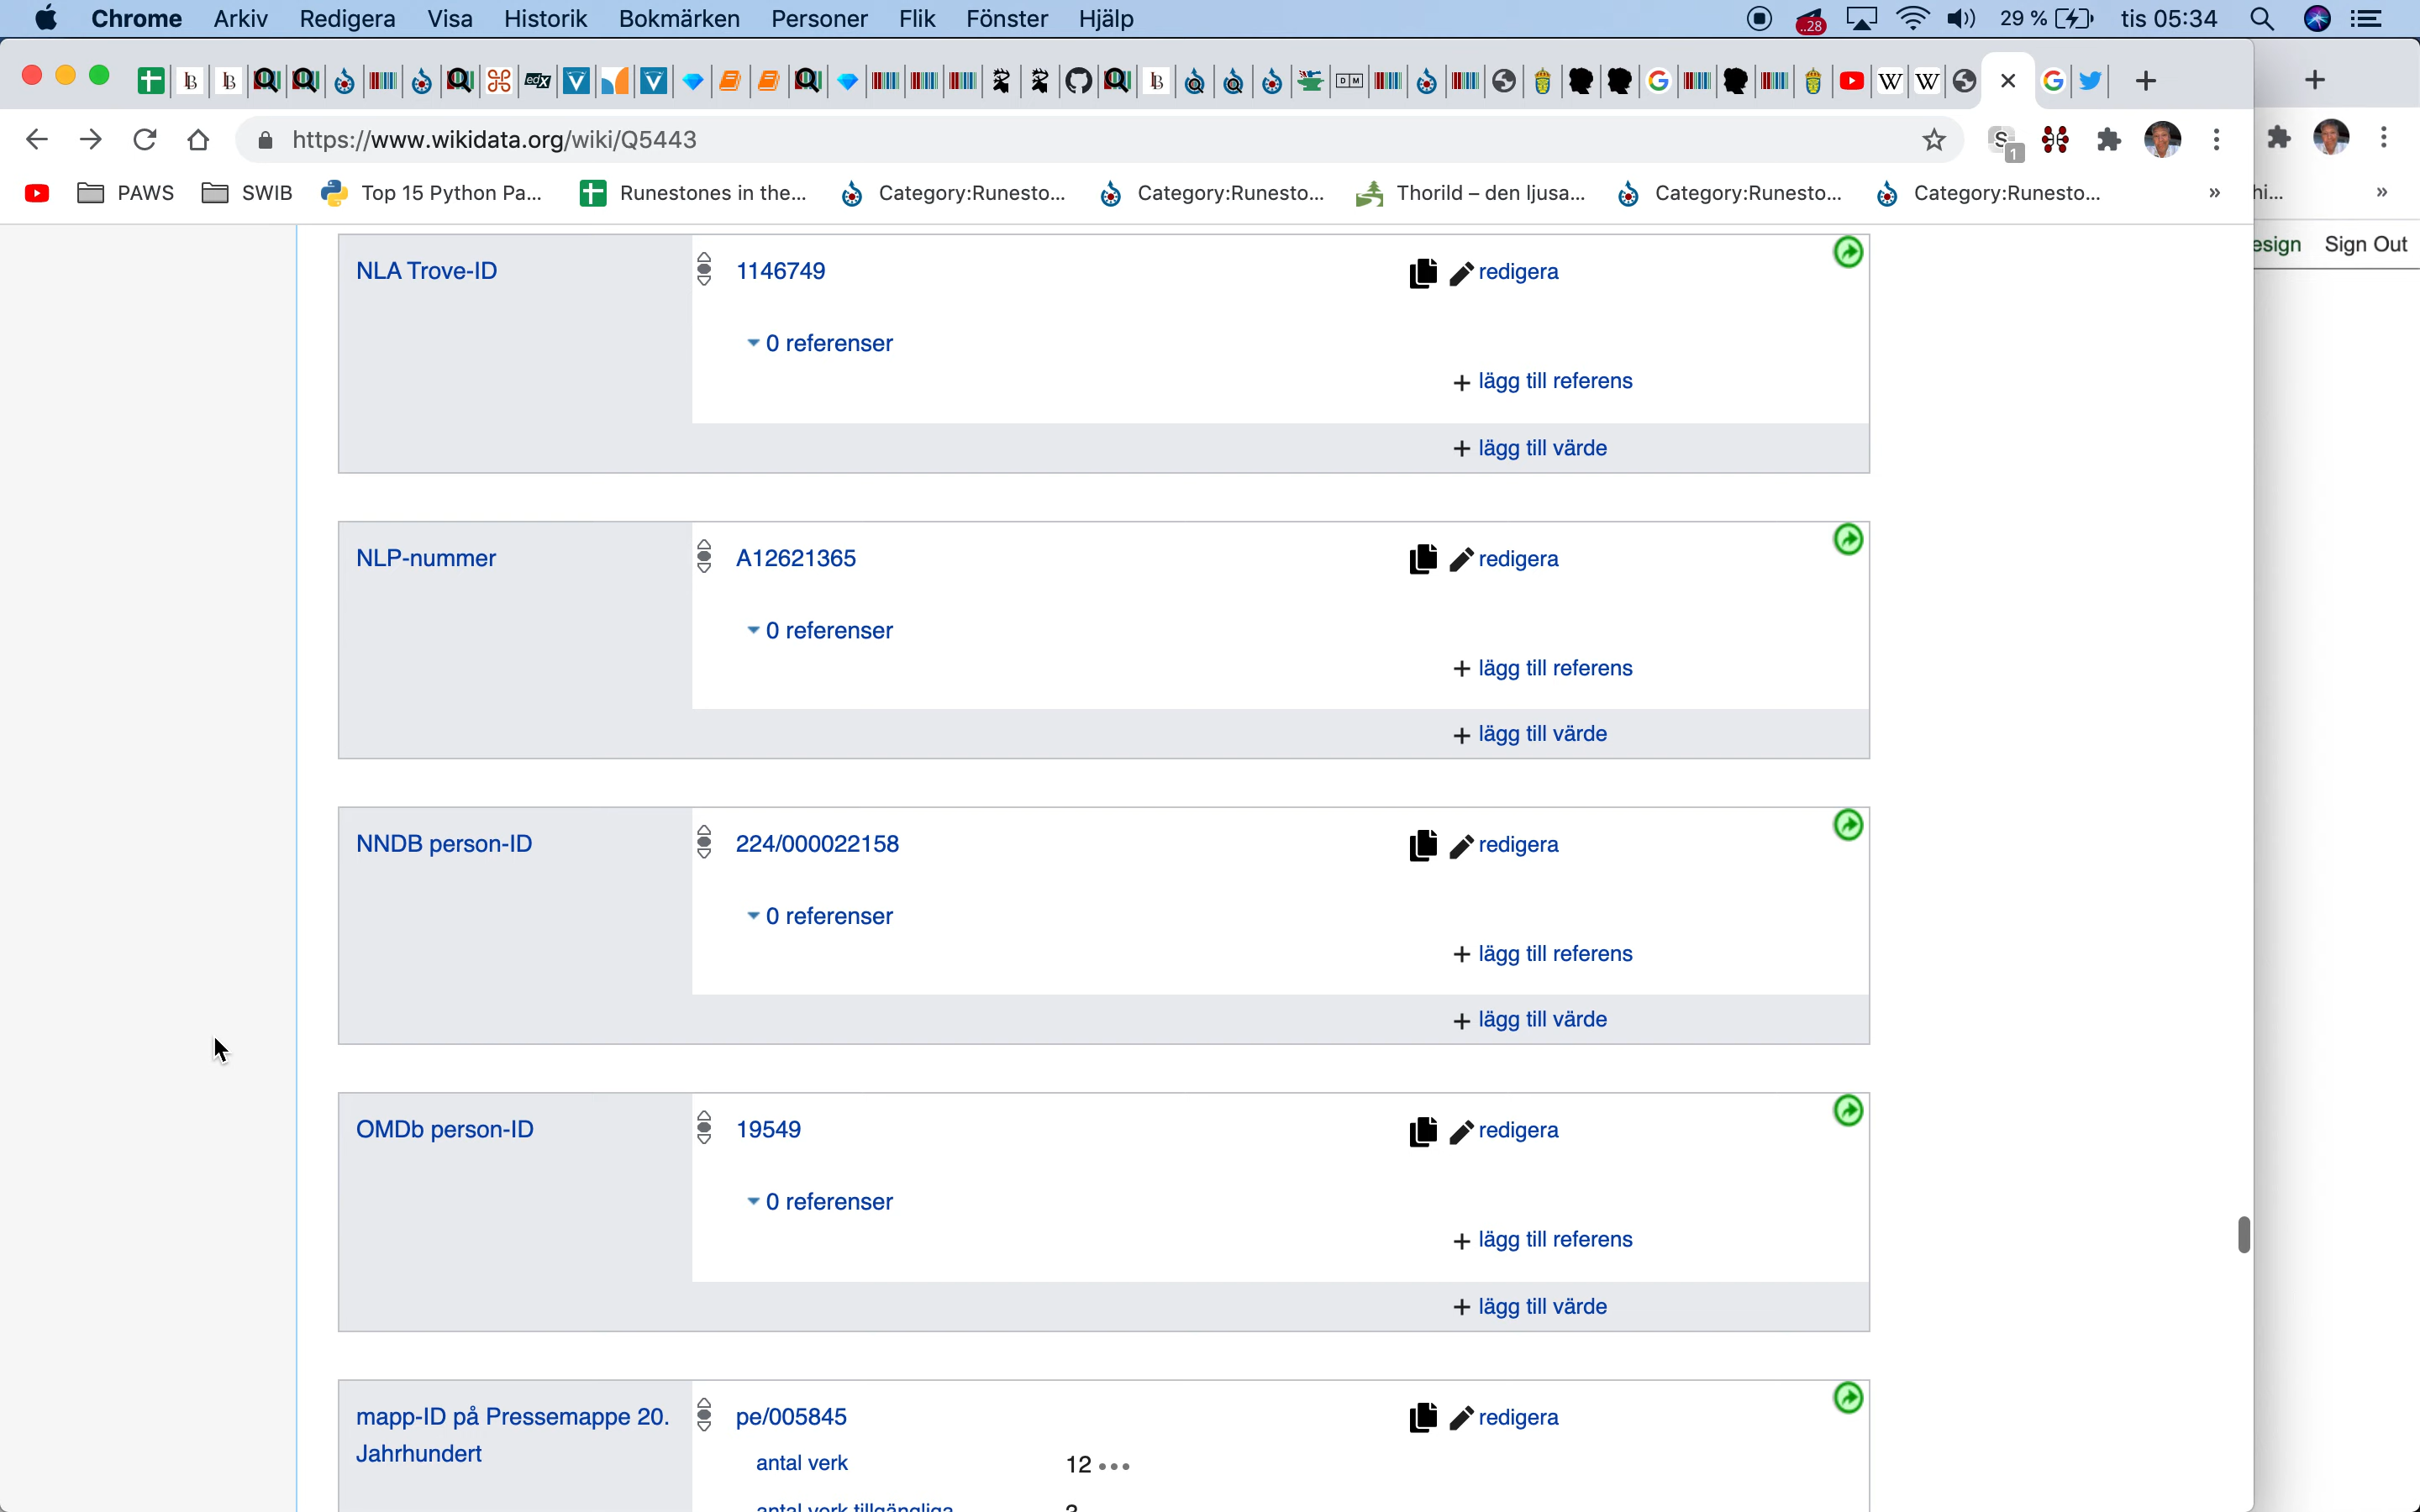 Chrome Arkiv Redigera Visa Historik Bokmärken Personer Flik Fönster Hjälp ..28 29 % tis 05:34
https://www.wikidata.org/wiki/Q5443
PAWS SWIB Top 15 Python Pa... Runestones in the... Category:Runesto... Category:Runesto... Thorild – den ljusa... Category:Runesto... Category:Runesto... » hi... »
esign Sign Out
NLA Trove-ID 1146749 redigera
0 referenser
+ lägg till referens
+ lägg till värde
NLP-nummer A12621365 redigera
0 referenser
+ lägg till referens
+ lägg till värde
NNDB person-ID 224/000022158 redigera
0 referenser
+ lägg till referens
+ lägg till värde
OMDb person-ID 19549 redigera
0 referenser
+ lägg till referens
+ lägg till värde
mapp-ID på Pressemappe 20. pe/005845 redigera
Jahrhundert
antal verk 12
antal verk tillgängliga